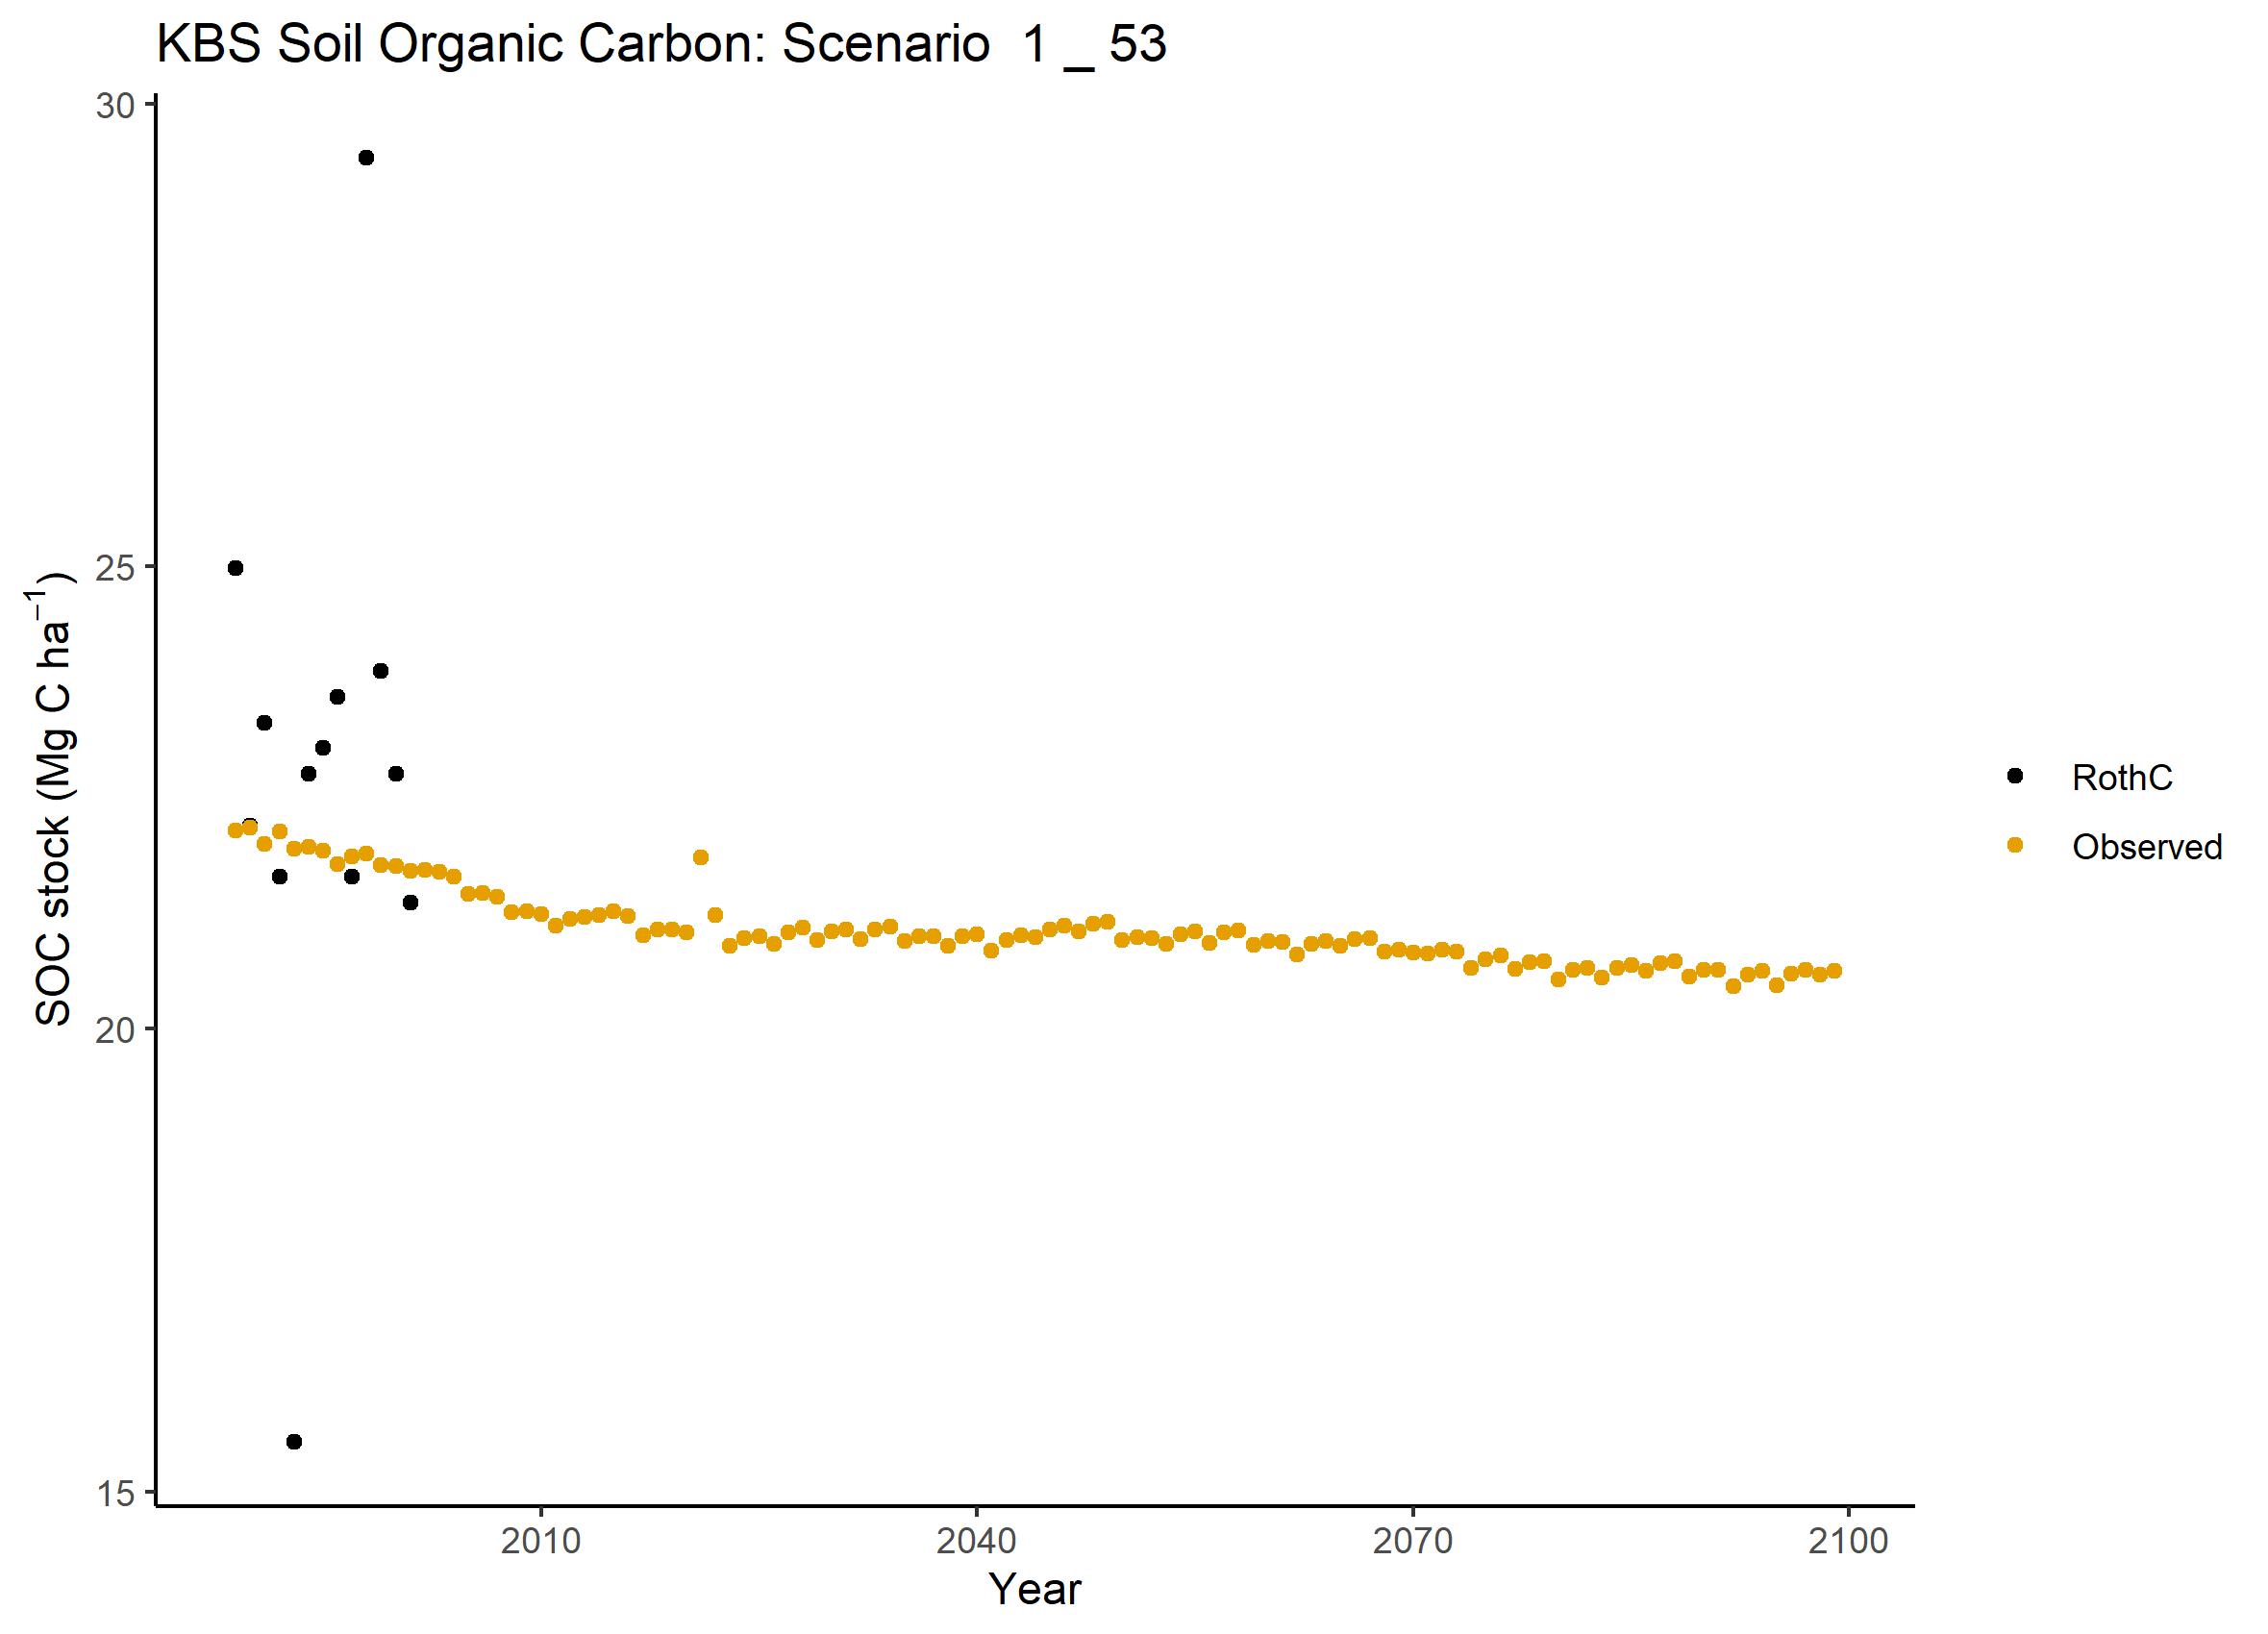 KBS Soil Organic Carbon: Scenario  1 _ 53
30
25
20
15
SOC stock (Mg C ha⁻¹)
2010 2040 2070 2100
Year
RothC
Observed